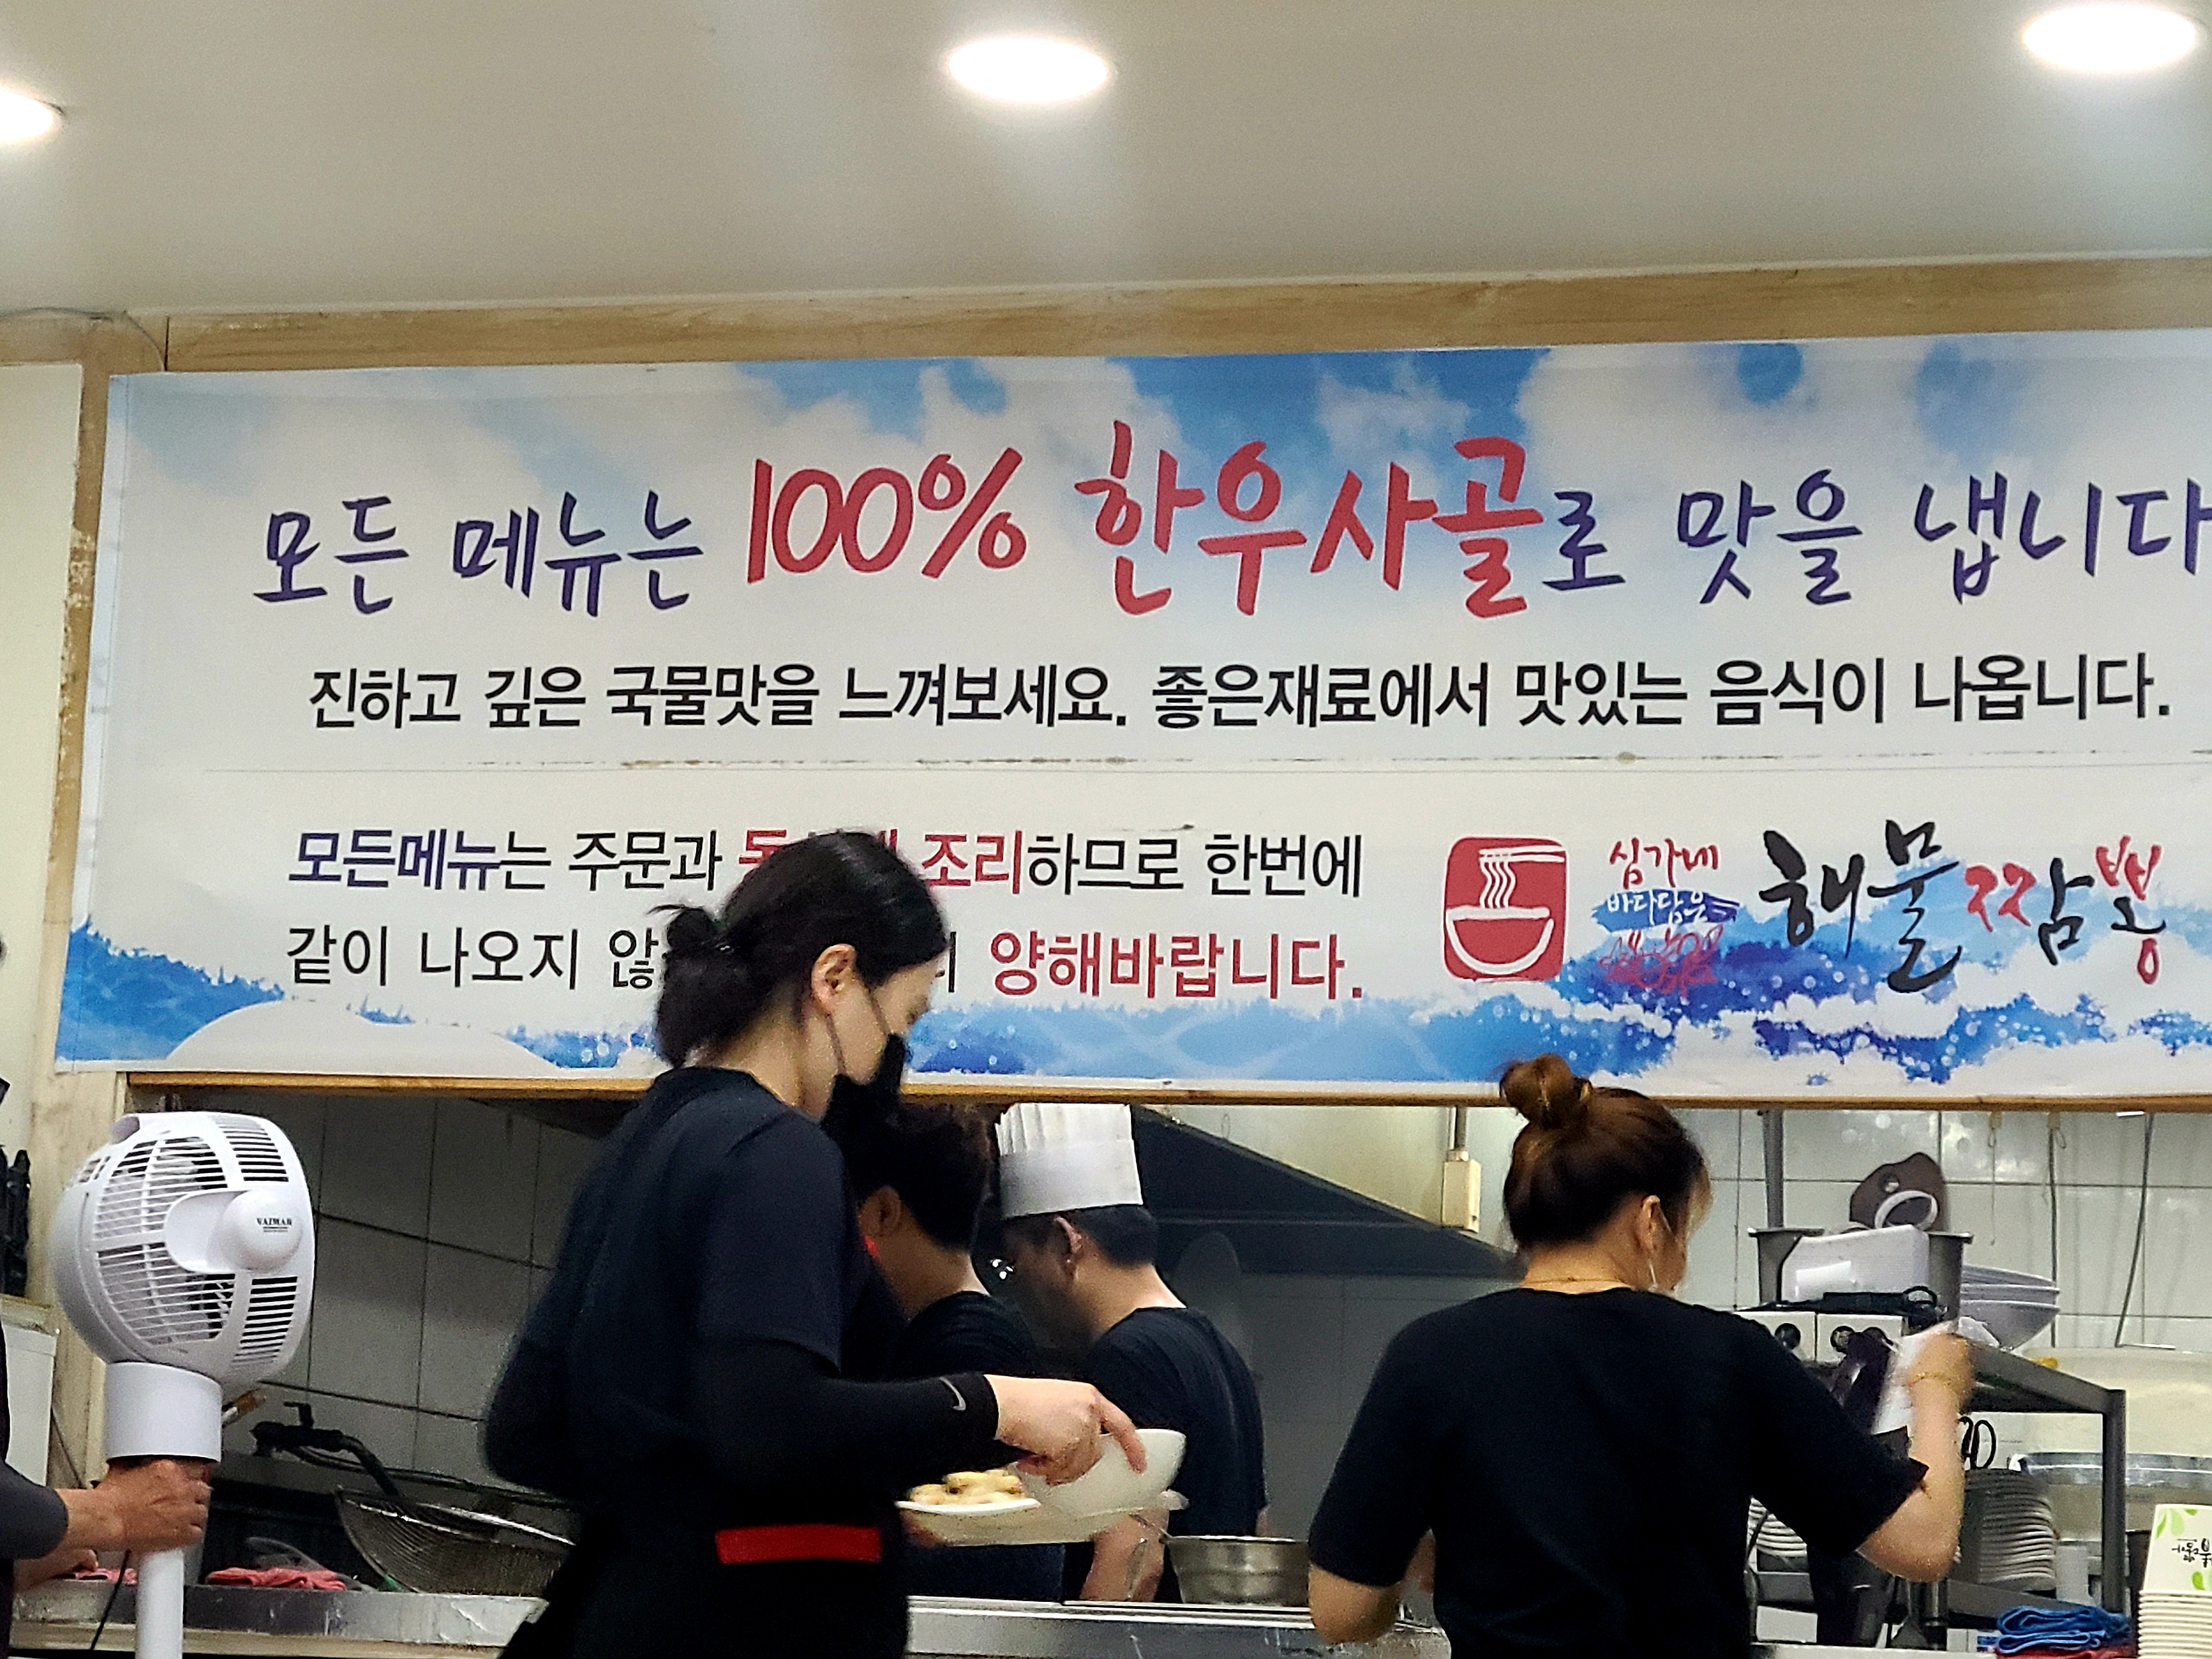 모든 메뉴는 100% 한우사골로 맛을 냅니다
진하고 깊은 국물맛을 느껴보세요. 좋은재료에서 맛있는 음식이 나옵니다.
모든메뉴는 주문과 조리하므로 한번에
같이 나오지 양해바랍니다.
심가네
바다담은
해물짬뽕
VAZMAH